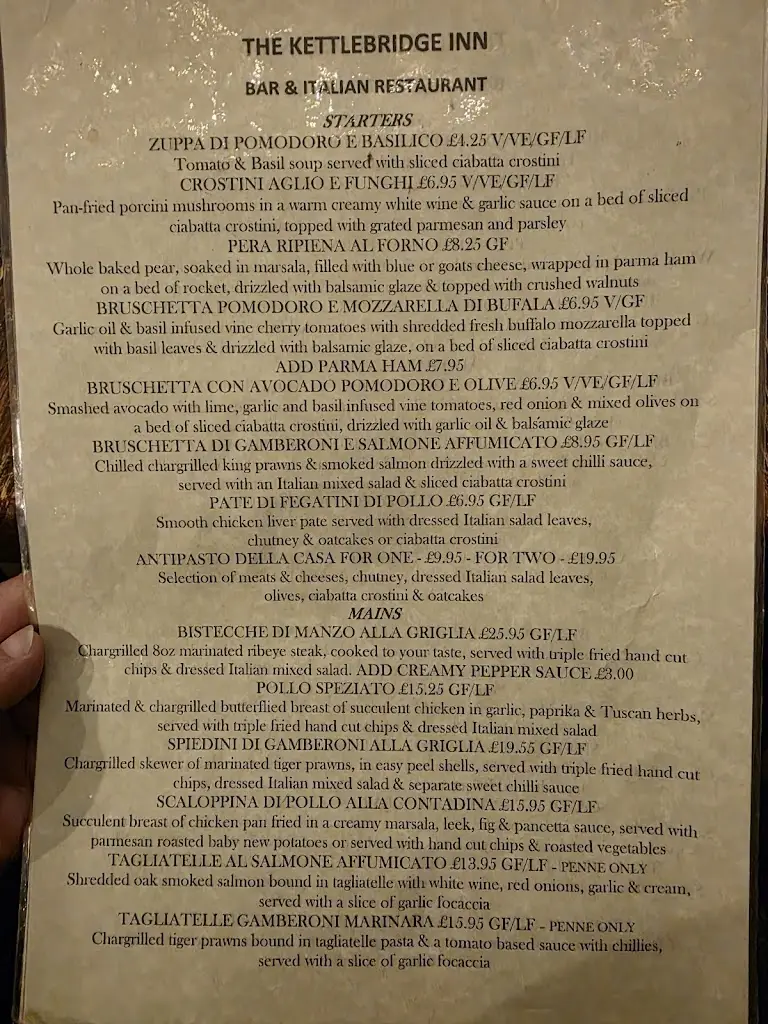 THE KETTLEBRIDGE INN
BAR & ITALIAN RESTAURANT
STARTERS
ZUPPA DI POMODORO E BASILICO £4.25 V/VE/GF/LF
Tomato & Basil soup served with sliced ciabatta crostini
CROSTINI AGLIO E FUNGHI £6.95 V/VE/GF/LF
Pan-fried porcini mushrooms in a warm creamy white wine & garlic sauce on a bed of sliced
ciabatta crostini, topped with grated parmesan and parsley
PERA RIPIENA AL FORNO £8.25 GF
Whole baked pear, soaked in marsala, filled with blue or goats cheese, wrapped in parma ham
on a bed of rocket, drizzled with balsamic glaze & topped with crushed walnuts
BRUSCHETTA POMODORO E MOZZARELLA DI BUFALA £6.95 V/GF
Garlic oil & basil infused vine cherry tomatoes with shredded fresh buffalo mozzarella topped
with basil leaves & drizzled with balsamic glaze, on a bed of sliced ciabatta crostini
ADD PARMA HAM £7.95
BRUSCHETTA CON AVOCADO POMODORO E OLIVE £6.95 V/VE/GF/LF
Smashed avocado with lime, garlic and basil infused vine tomatoes, red onion & mixed olives on
a bed of sliced ciabatta crostini, drizzled with garlic oil & balsamic glaze
BRUSCHETTA DI GAMBERONI E SALMONE AFFUMICATO £8.95 GF/LF
Chilled chargrilled king prawns & smoked salmon drizzled with a sweet chilli sauce,
served with an Italian mixed salad & sliced ciabatta crostini
PATE DI FEGATINI DI POLLO £6.95 GF/LF
Smooth chicken liver pate served with dressed Italian salad leaves,
chutney & oatcakes or ciabatta crostini
ANTIPASTO DELLA CASA FOR ONE - £9.95 - FOR TWO - £19.95
Selection of meats & cheeses, chutney, dressed Italian salad leaves,
olives, ciabatta crostini & oatcakes
MAINS
BISTECCHE DI MANZO ALLA GRIGLIA £25.95 GF/LF
Chargrilled 8oz marinated ribeye steak, cooked to your taste, served with triple fried hand cut
chips & dressed Italian mixed salad. ADD CREAMY PEPPER SAUCE £3.00
POLLO SPEZIATO £15.25 GF/LF
Marinated & chargrilled butterflied breast of succulent chicken in garlic, paprika & Tuscan herbs,
served with triple fried hand cut chips & dressed Italian mixed salad
SPIEDINI DI GAMBERONI ALLA GRIGLIA £19.55 GF/LF
Chargrilled skewer of marinated tiger prawns, in easy peel shells, served with triple fried hand cut
chips, dressed Italian mixed salad & separate sweet chilli sauce
SCALOPPINA DI POLLO ALLA CONTADINA £15.95 GF/LF
Succulent breast of chicken pan fried in a creamy marsala, leek, fig & pancetta sauce, served with
parmesan roasted baby new potatoes or served with hand cut chips & roasted vegetables
TAGLIATELLE AL SALMONE AFFUMICATO £13.95 GF/LF - PENNE ONLY
Shredded oak smoked salmon bound in tagliatelle with white wine, red onions, garlic & cream,
served with a slice of garlic focaccia
TAGLIATELLE GAMBERONI MARINARA £15.95 GF/LF - PENNE ONLY
Chargrilled tiger prawns bound in tagliatelle pasta & a tomato based sauce with chillies,
served with a slice of garlic focaccia